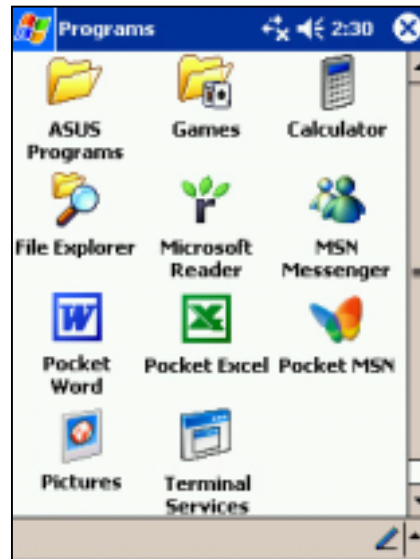 Programs 2:30
ASUS Programs
Games
Calculator
File Explorer
Microsoft Reader
MSN Messenger
Pocket Word
Pocket Excel
Pocket MSN
Pictures
Terminal Services